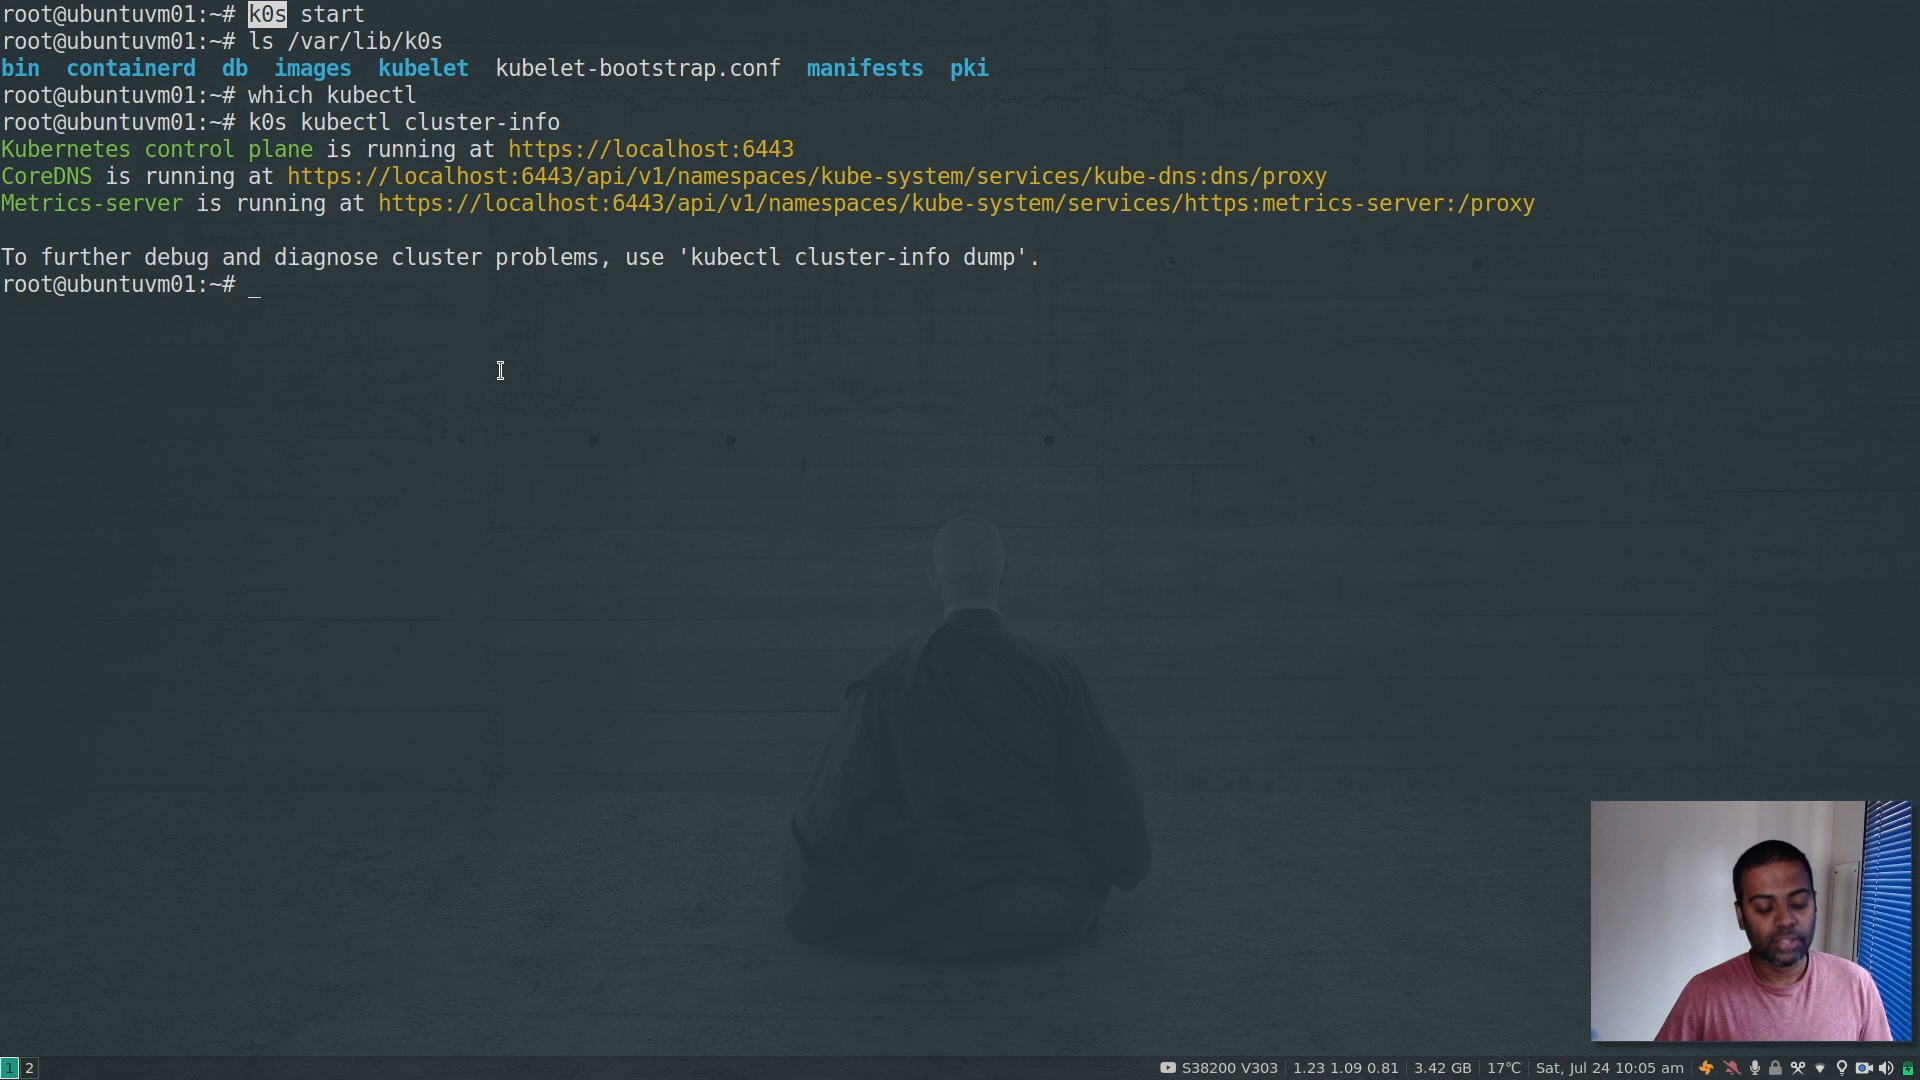 root@ubuntuvm01:~# k0s start
root@ubuntuvm01:~# ls /var/lib/k0s
bin  containerd  db  images  kubelet  kubelet-bootstrap.conf  manifests  pki
root@ubuntuvm01:~# which kubectl
root@ubuntuvm01:~# k0s kubectl cluster-info
Kubernetes control plane is running at https://localhost:6443
CoreDNS is running at https://localhost:6443/api/v1/namespaces/kube-system/services/kube-dns:dns/proxy
Metrics-server is running at https://localhost:6443/api/v1/namespaces/kube-system/services/https:metrics-server:/proxy
To further debug and diagnose cluster problems, use 'kubectl cluster-info dump'.
root@ubuntuvm01:~# _
1 2 S38200 V303 1.23 1.09 0.81 3.42 GB 17℃ Sat, Jul 24 10:05 am